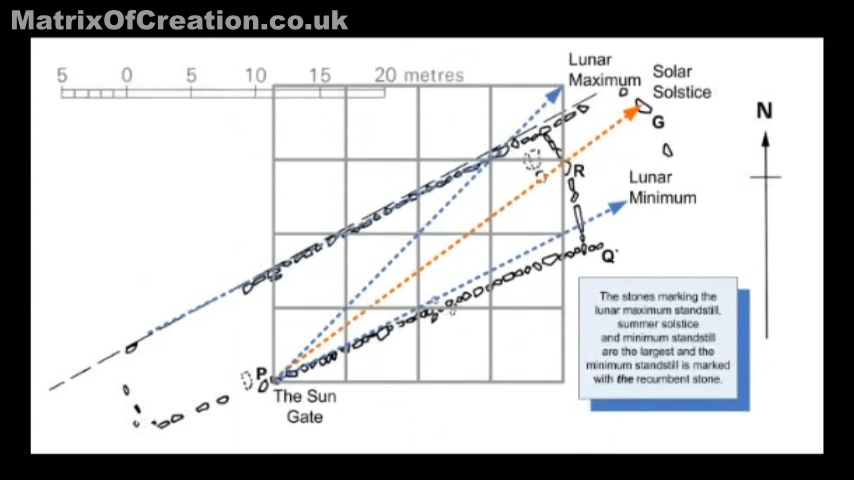 MatrixOfCreation.co.uk
5 0 5 10 15 20 metres
Lunar
Maximum
Solar
Solstice
G
N
R
Lunar
Minimum
Q
The stones marking the
lunar maximum standstill,
summer solstice
and minimum standstill
are the largest and the
minimum standstill is marked
with the recumbent stone.
P
The Sun
Gate